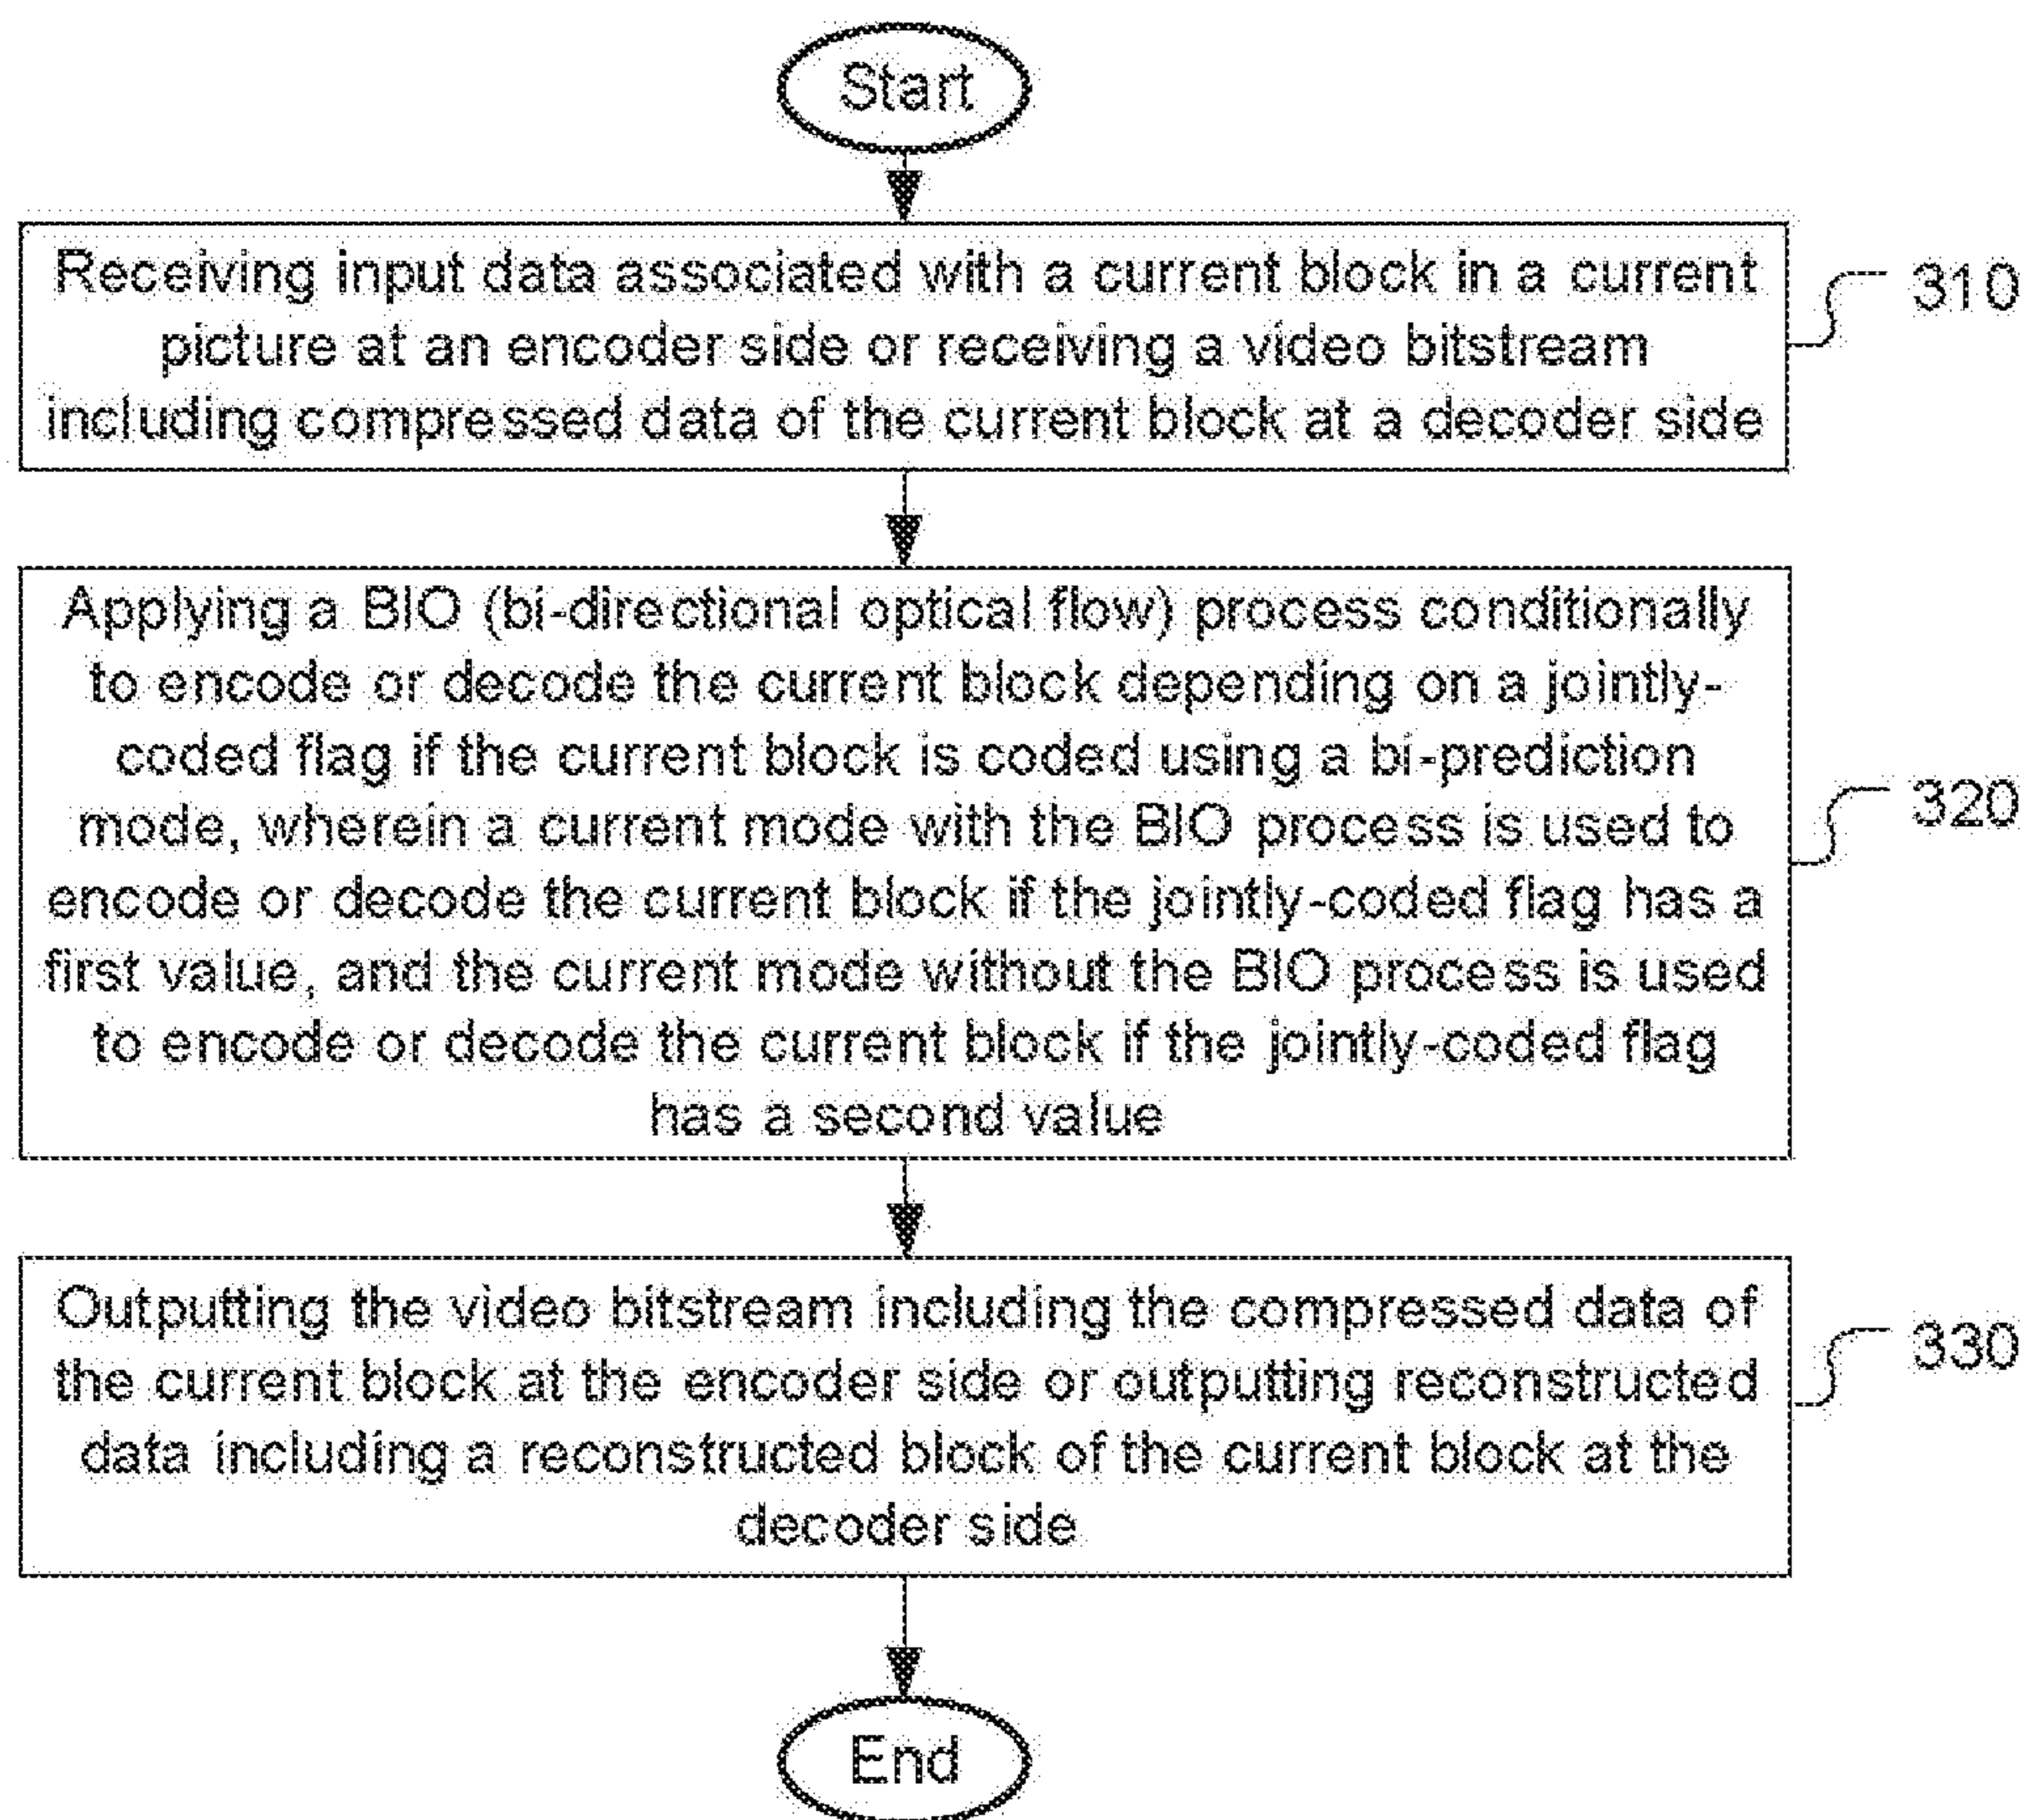 Start
Receiving input data associated with a current block in a current
picture at an encoder side or receiving a video bitstream
including compressed data of the current block at a decoder side
310
Applying a BIO (bi-directional optical flow) process conditionally
to encode or decode the current block depending on a jointly-
coded flag if the current block is coded using a bi-prediction
mode, wherein a current mode with the BIO process is used to
encode or decode the current block if the jointly-coded flag has a
first value, and the current mode without the BIO process is used
to encode or decode the current block if the jointly-coded flag
has a second value
320
Outputting the video bitstream including the compressed data of
the current block at the encoder side or outputting reconstructed
data including a reconstructed block of the current block at the
decoder side
330
End